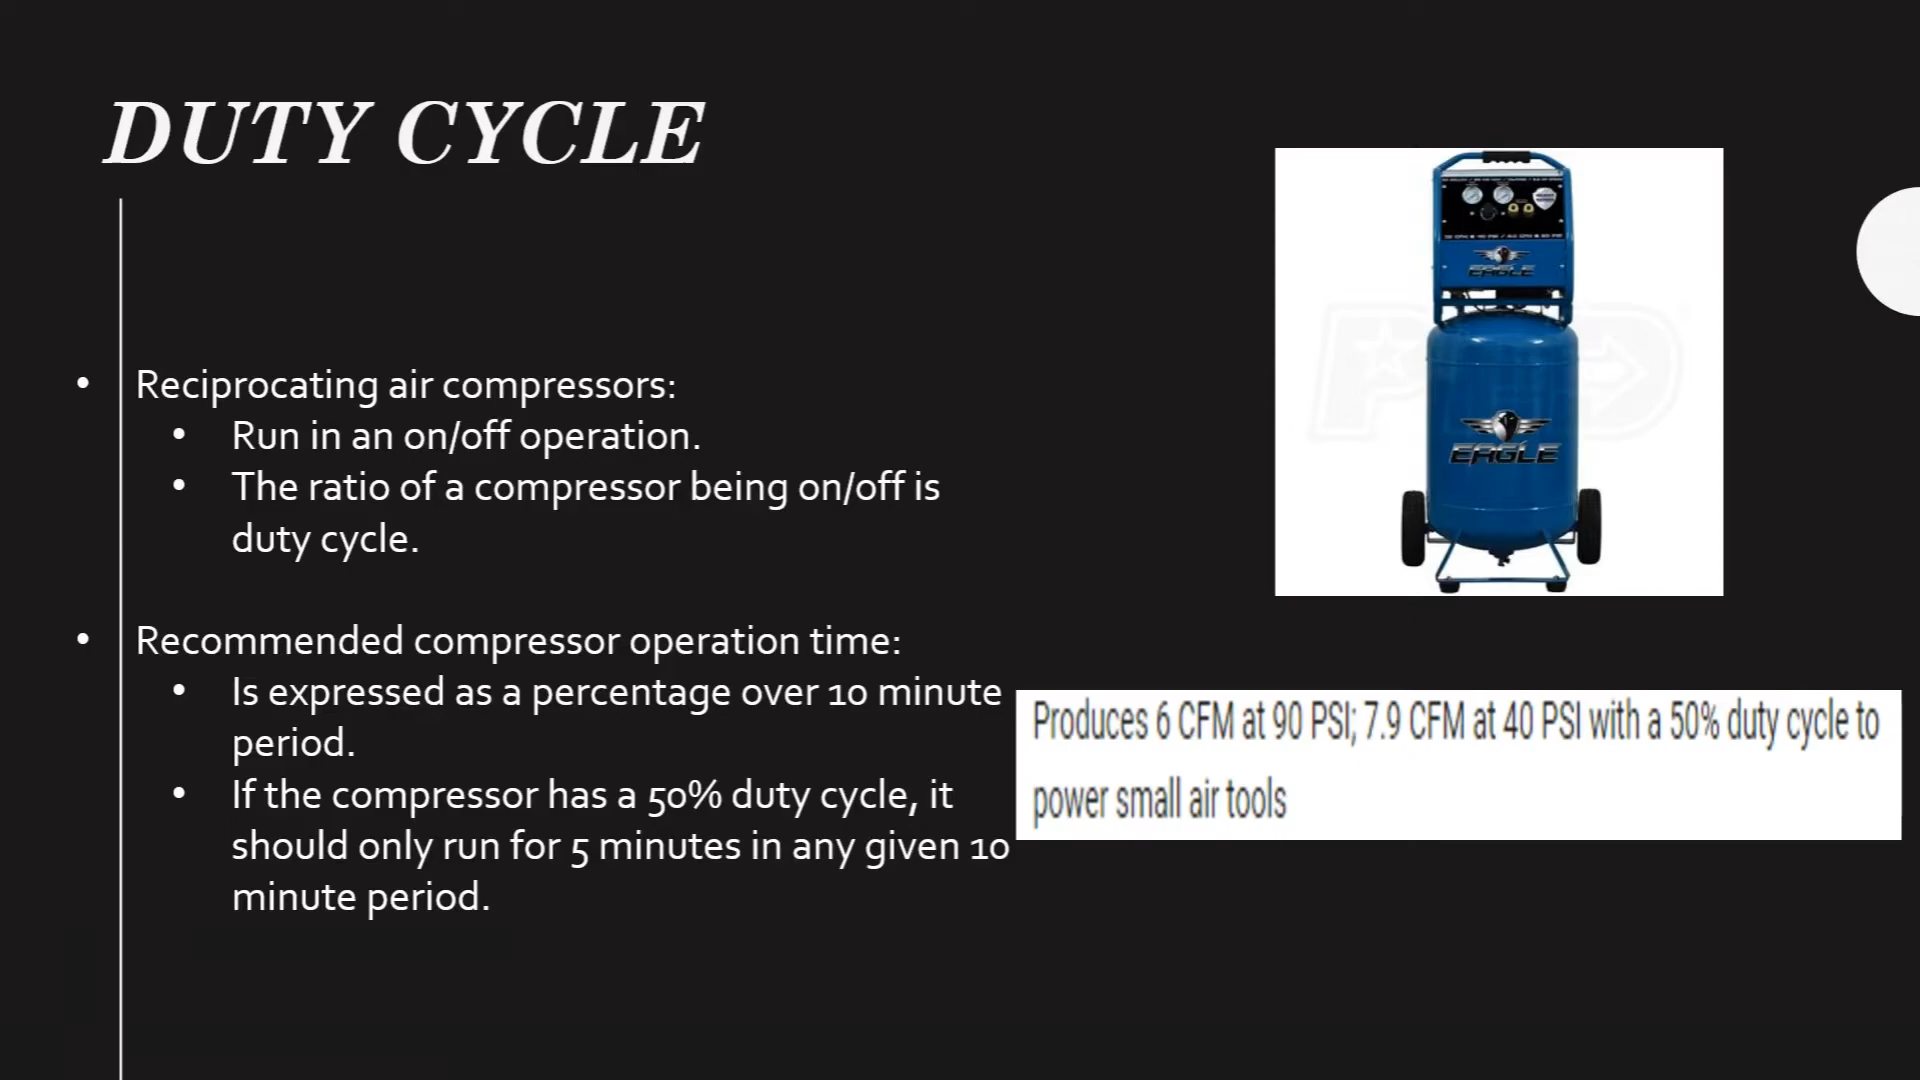 DUTY CYCLE
Reciprocating air compressors:
Run in an on/off operation.
The ratio of a compressor being on/off is
duty cycle.
Recommended compressor operation time:
Is expressed as a percentage over 10 minute
period.
If the compressor has a 50% duty cycle, it
should only run for 5 minutes in any given 10
minute period.
EAGLE
EAGLE
Produces 6 CFM at 90 PSI; 7.9 CFM at 40 PSI with a 50% duty cycle to
power small air tools